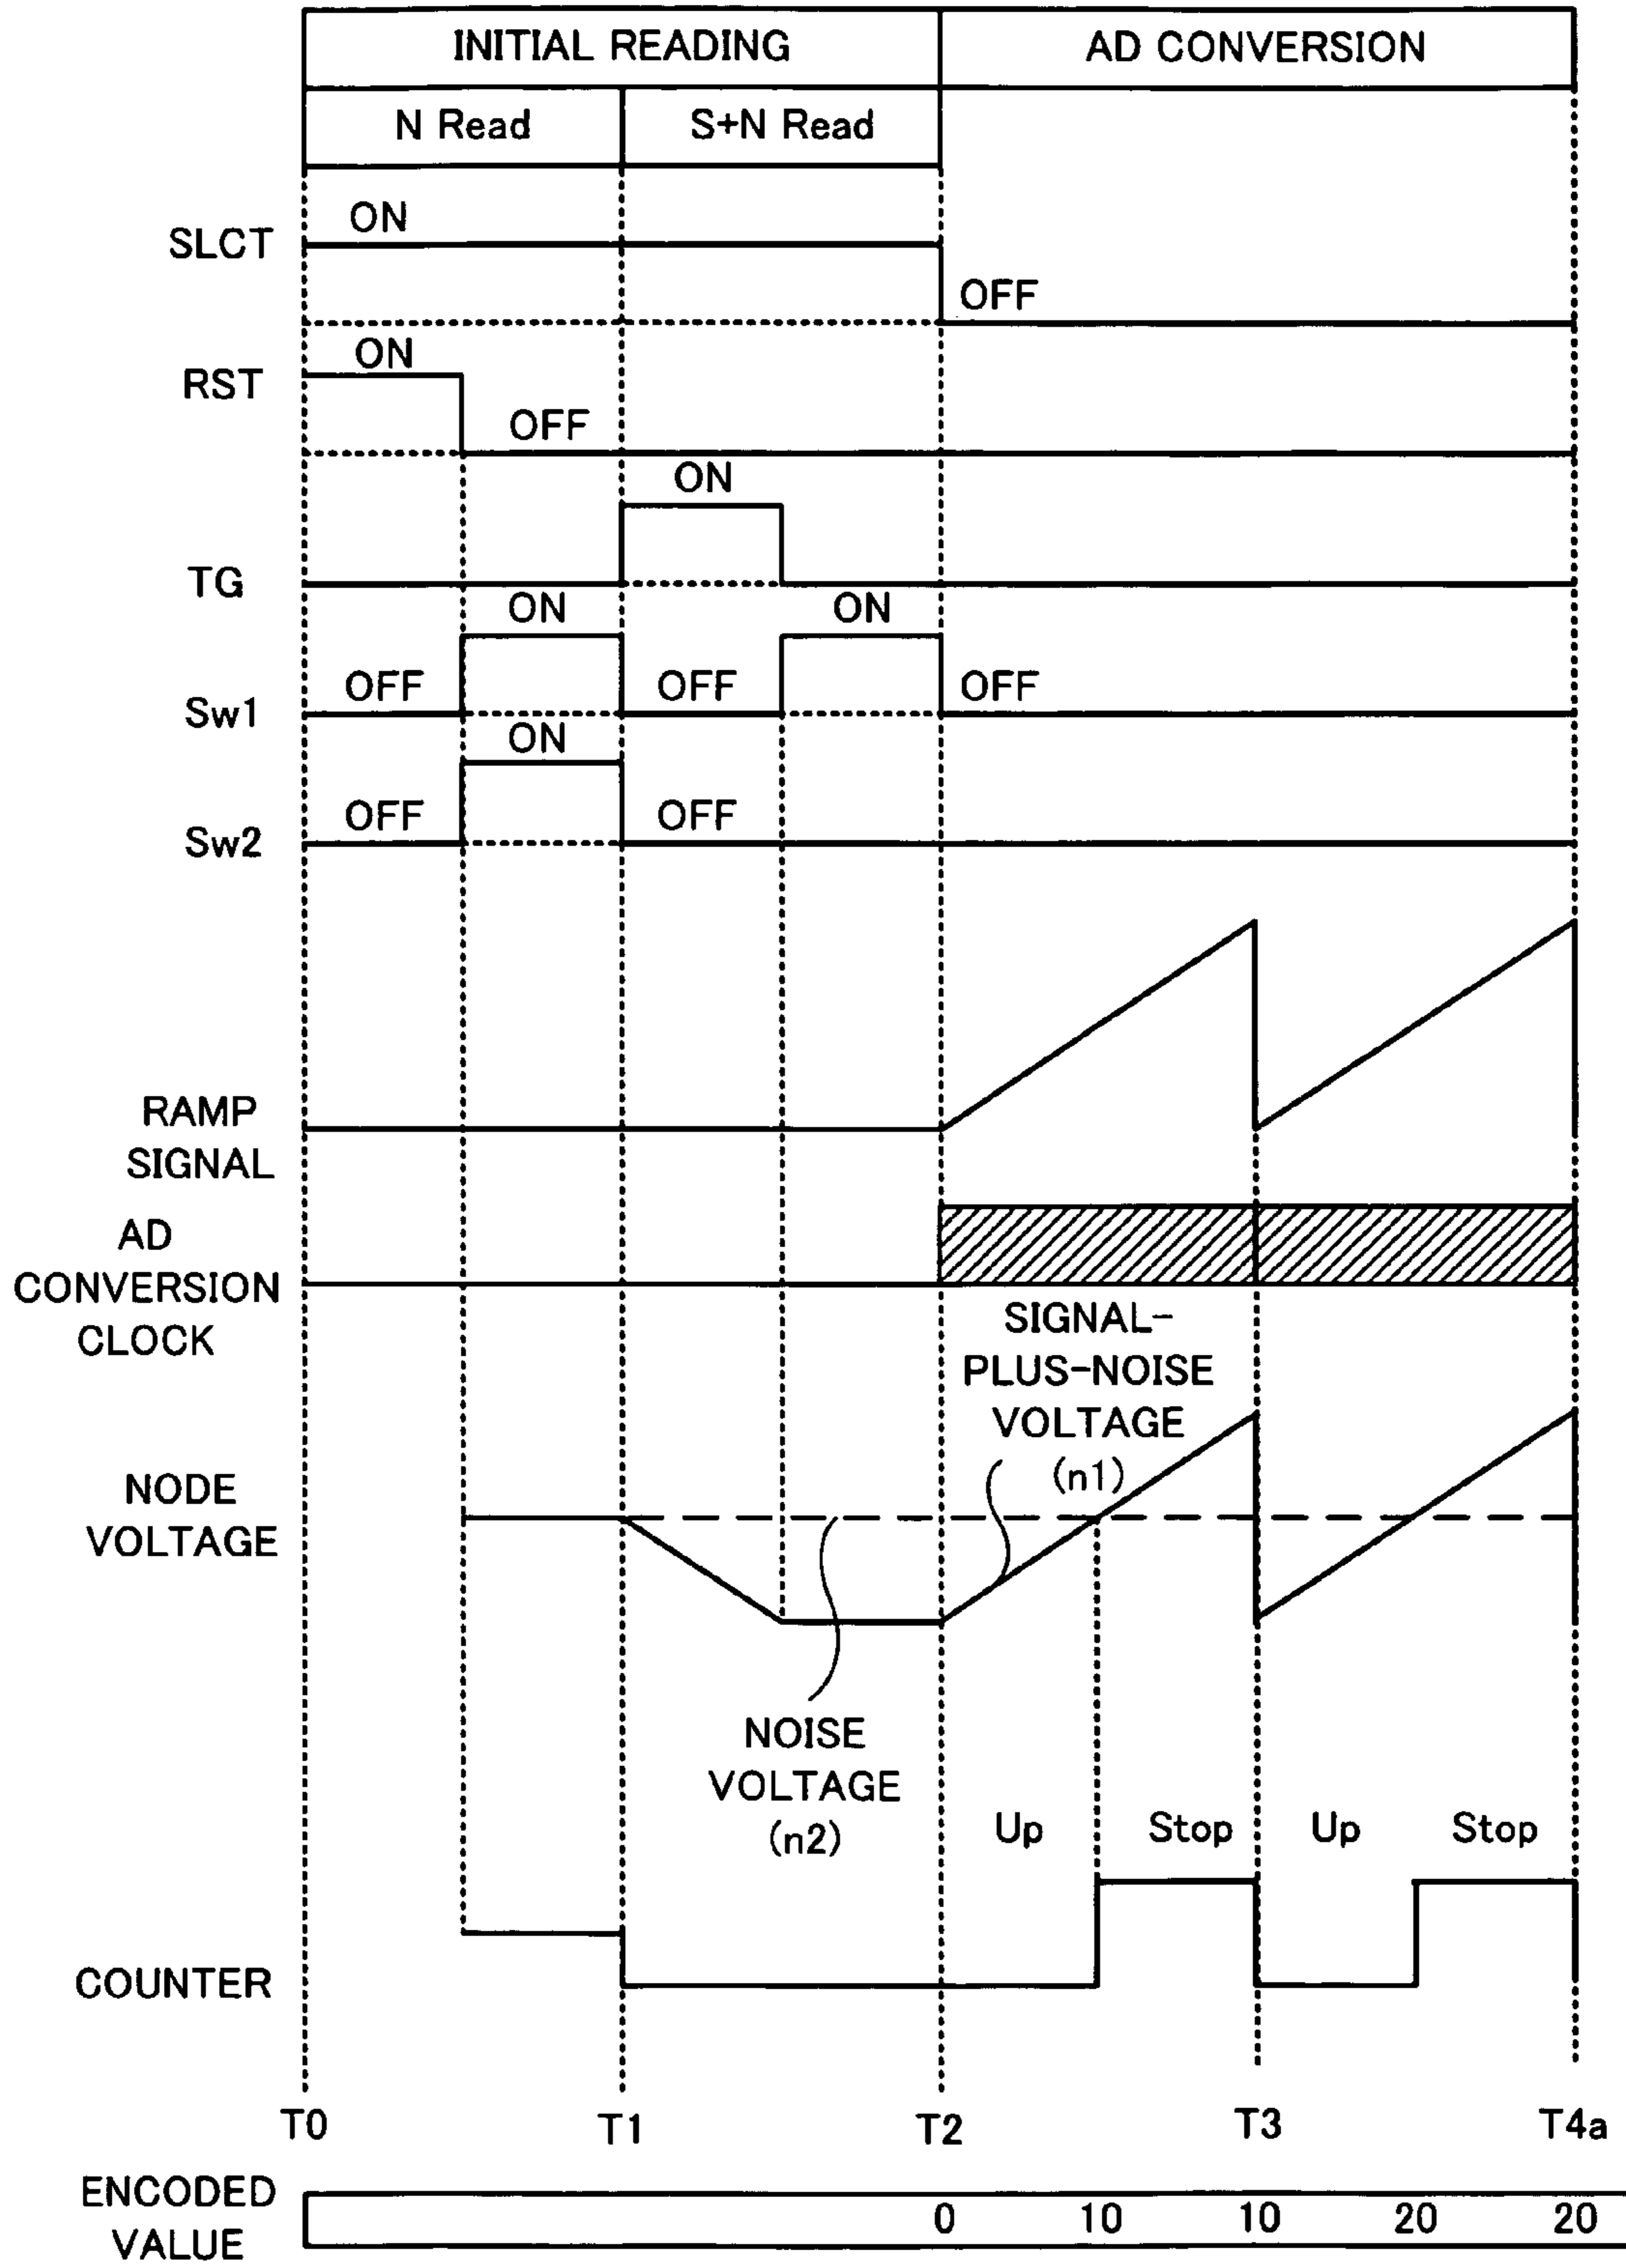 INITIAL READING
AD CONVERSION
N Read
S+N Read
SLCT
ON
OFF
RST
ON
OFF
TG
ON
Sw1
OFF
ON
OFF
ON
OFF
Sw2
OFF
ON
OFF
RAMP
SIGNAL
AD
CONVERSION
CLOCK
SIGNAL-
PLUS-NOISE
VOLTAGE
(n1)
NODE
VOLTAGE
NOISE
VOLTAGE
(n2)
Up
Stop
Up
Stop
COUNTER
T0
T1
T2
T3
T4a
ENCODED
VALUE
0
10
10
20
20